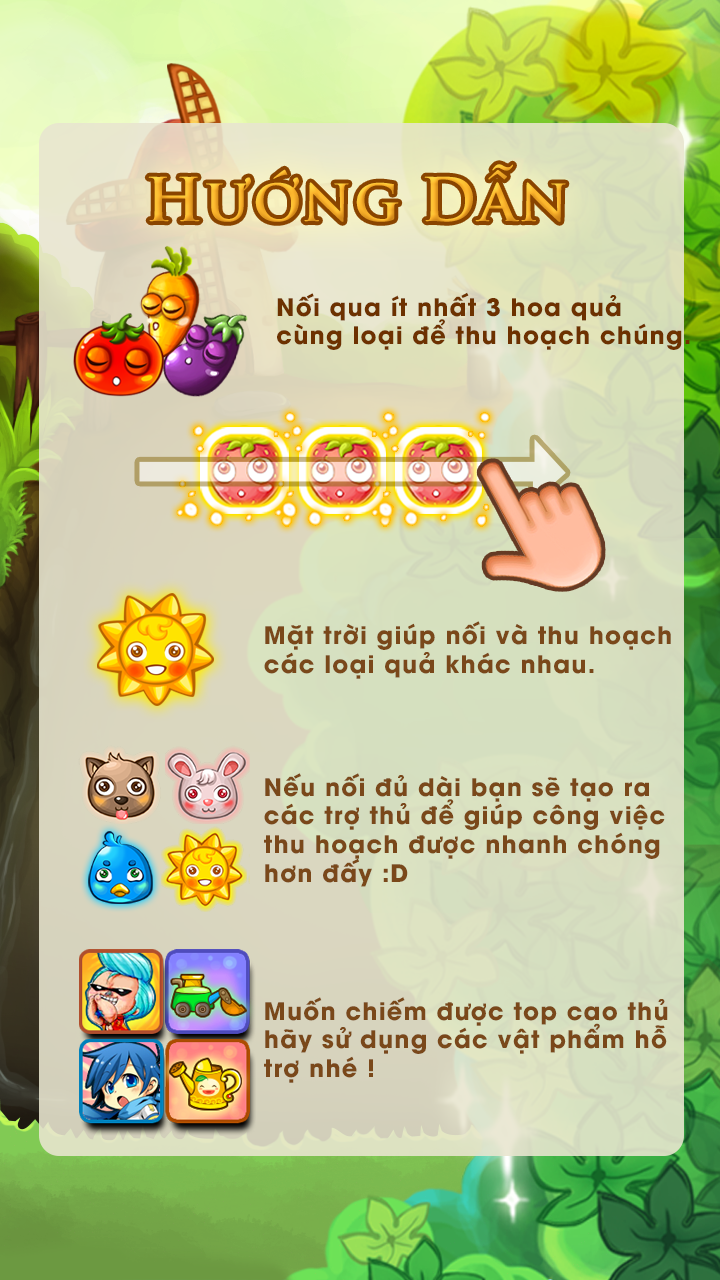 Hướng Dẫn
Nối qua ít nhất 3 hoa quả
cùng loại để thu hoạch chúng.
Mặt trời giúp nối và thu hoạch
các loại quả khác nhau.
Nếu nối đủ dài bạn sẽ tạo ra
các trợ thủ để giúp công việc
thu hoạch được nhanh chóng
hơn đấy :D
Muốn chiếm được top cao thủ
hãy sử dụng các vật phẩm hỗ
trợ nhé !